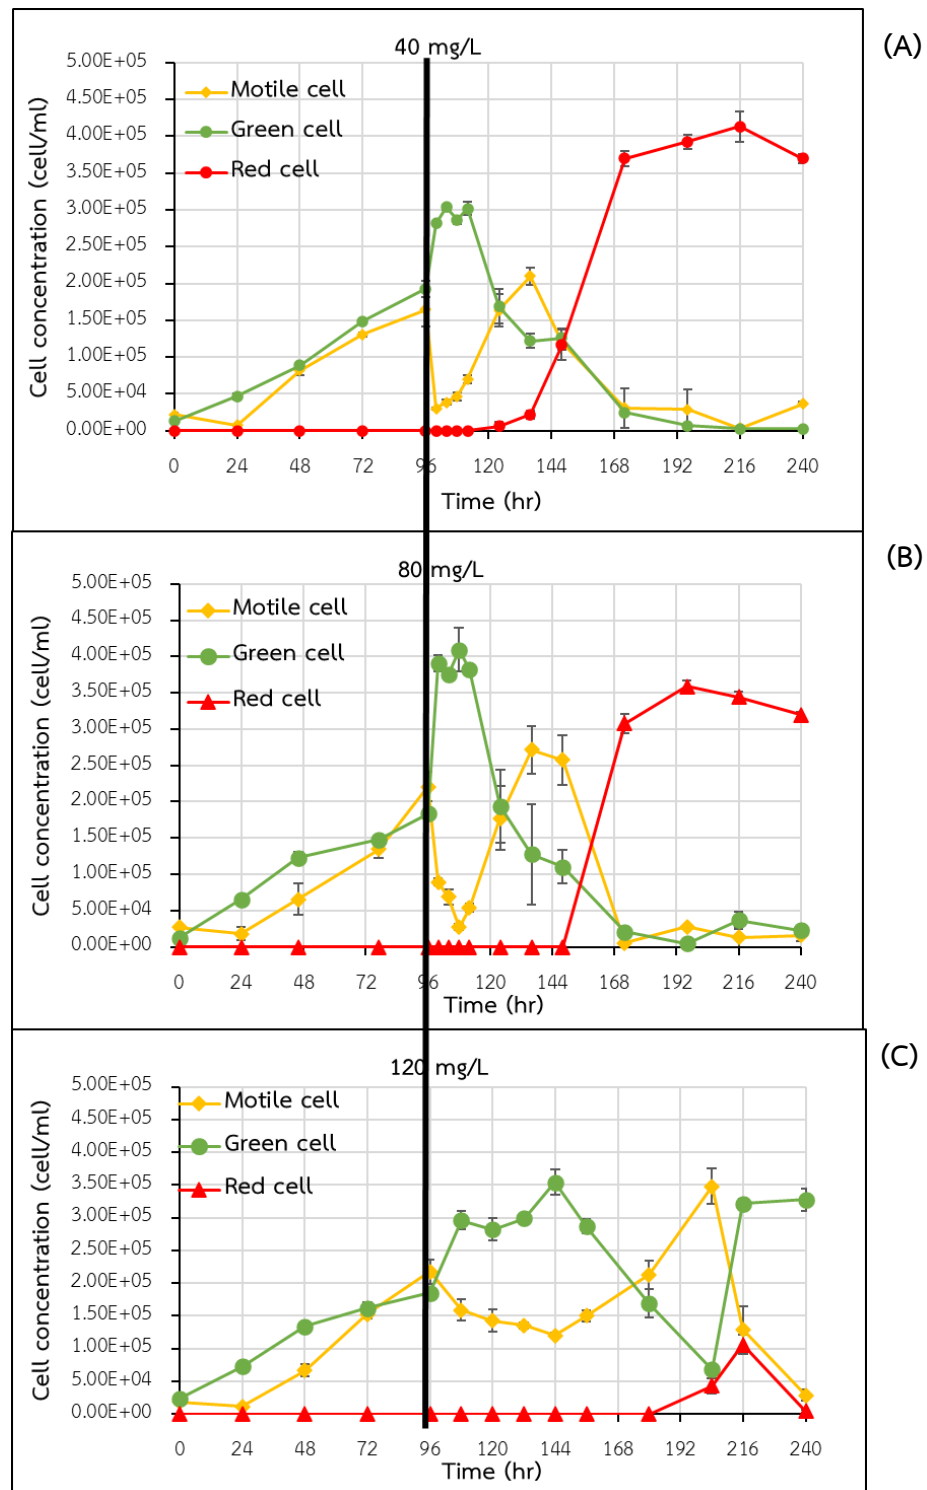 (A)
40 mg/L
Cell concentration (cell/ml)
5.00E+05
4.50E+05
4.00E+05
3.50E+05
3.00E+05
2.50E+05
2.00E+05
1.50E+05
1.00E+05
5.00E+04
0.00E+00
Motile cell
Green cell
Red cell
0 24 48 72 96 120 144 168 192 216 240
Time (hr)
(B)
80 mg/L
Cell concentration (cell/ml)
5.00E+05
4.50E+05
4.00E+05
3.50E+05
3.00E+05
2.50E+05
2.00E+05
1.50E+05
1.00E+05
5.00E+04
0.00E+00
Motile cell
Green cell
Red cell
0 24 48 72 96 120 144 168 192 216 240
Time (hr)
(C)
120 mg/L
Cell concentration (cell/ml)
5.00E+05
4.50E+05
4.00E+05
3.50E+05
3.00E+05
2.50E+05
2.00E+05
1.50E+05
1.00E+05
5.00E+04
0.00E+00
Motile cell
Green cell
Red cell
0 24 48 72 96 120 144 168 192 216 240
Time (hr)